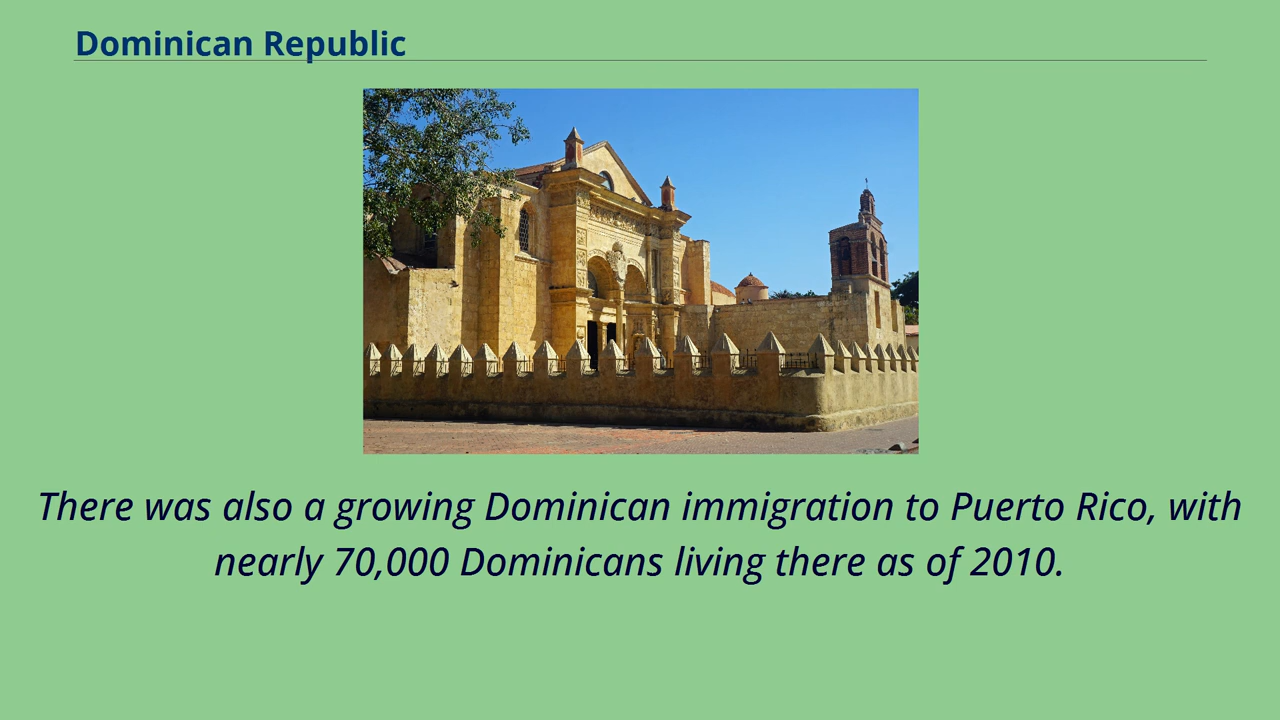 Dominican Republic
There was also a growing Dominican immigration to Puerto Rico, with
nearly 70,000 Dominicans living there as of 2010.